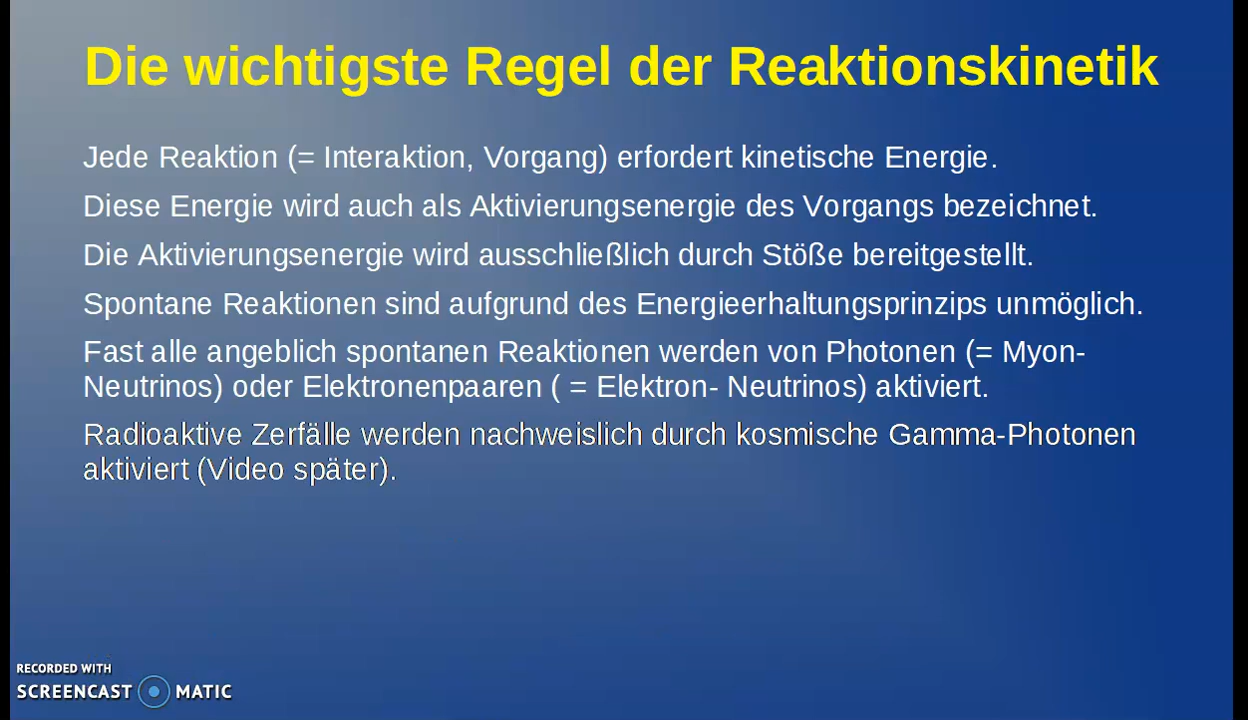 Die wichtigste Regel der Reaktionskinetik
Jede Reaktion (= Interaktion, Vorgang) erfordert kinetische Energie.
Diese Energie wird auch als Aktivierungsenergie des Vorgangs bezeichnet.
Die Aktivierungsenergie wird ausschließlich durch Stöße bereitgestellt.
Spontane Reaktionen sind aufgrund des Energieerhaltungsprinzips unmöglich.
Fast alle angeblich spontanen Reaktionen werden von Photonen (= Myon-
Neutrinos) oder Elektronenpaaren ( = Elektron- Neutrinos) aktiviert.
Radioaktive Zerfälle werden nachweislich durch kosmische Gamma-Photonen
aktiviert (Video später).
RECORDED WITH
SCREENCAST MATIC